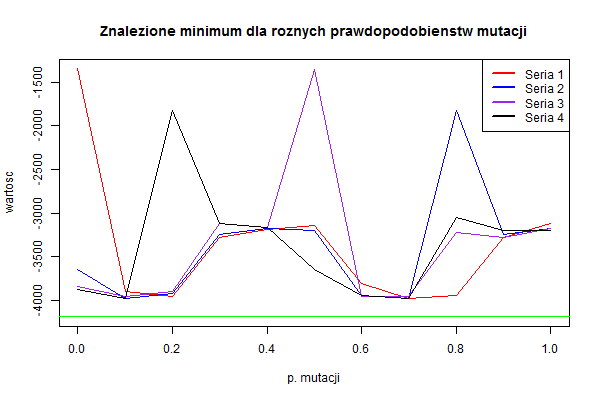 Znalezione minimum dla roznych prawdopodobienstw mutacji
Seria 1
Seria 2
Seria 3
Seria 4
wartosc
-1500
-2000
-2500
-3000
-3500
-4000
0.0 0.2 0.4 0.6 0.8 1.0
p. mutacji